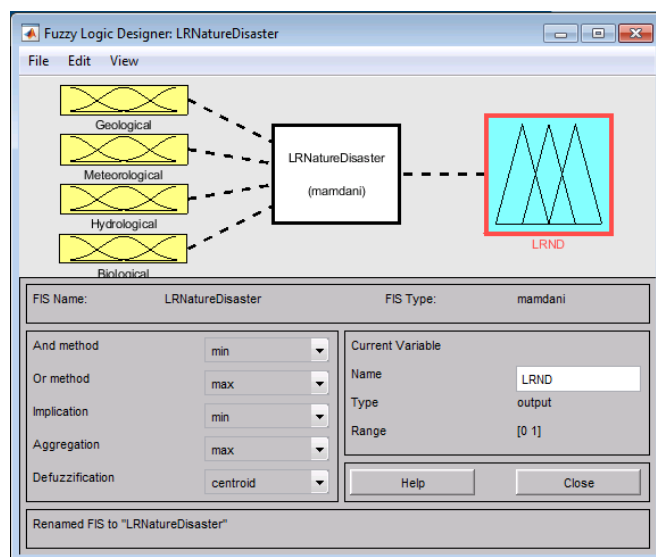 Fuzzy Logic Designer: LRNatureDisaster
File Edit View
Geological
Meteorological
Hydrological
Biological
LRNatureDisaster
(mamdani)
LRND
FIS Name: LRNatureDisaster FIS Type: mamdani
And method min
Or method max
Implication min
Aggregation max
Defuzzification centroid
Current Variable
Name LRND
Type output
Range [0 1]
Help Close
Renamed FIS to "LRNatureDisaster"